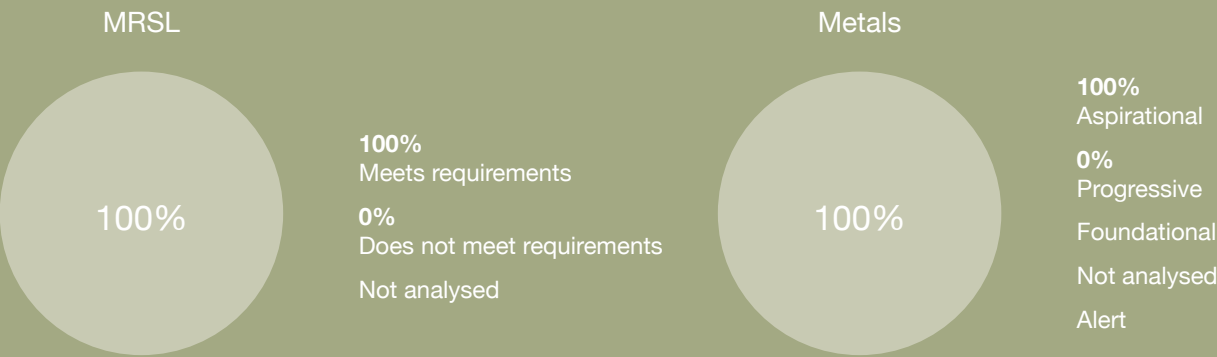 MRSL
100%
100%
Meets requirements
0%
Does not meet requirements
Not analysed
Metals
100%
100%
Aspirational
0%
Progressive
Foundational
Not analysed
Alert